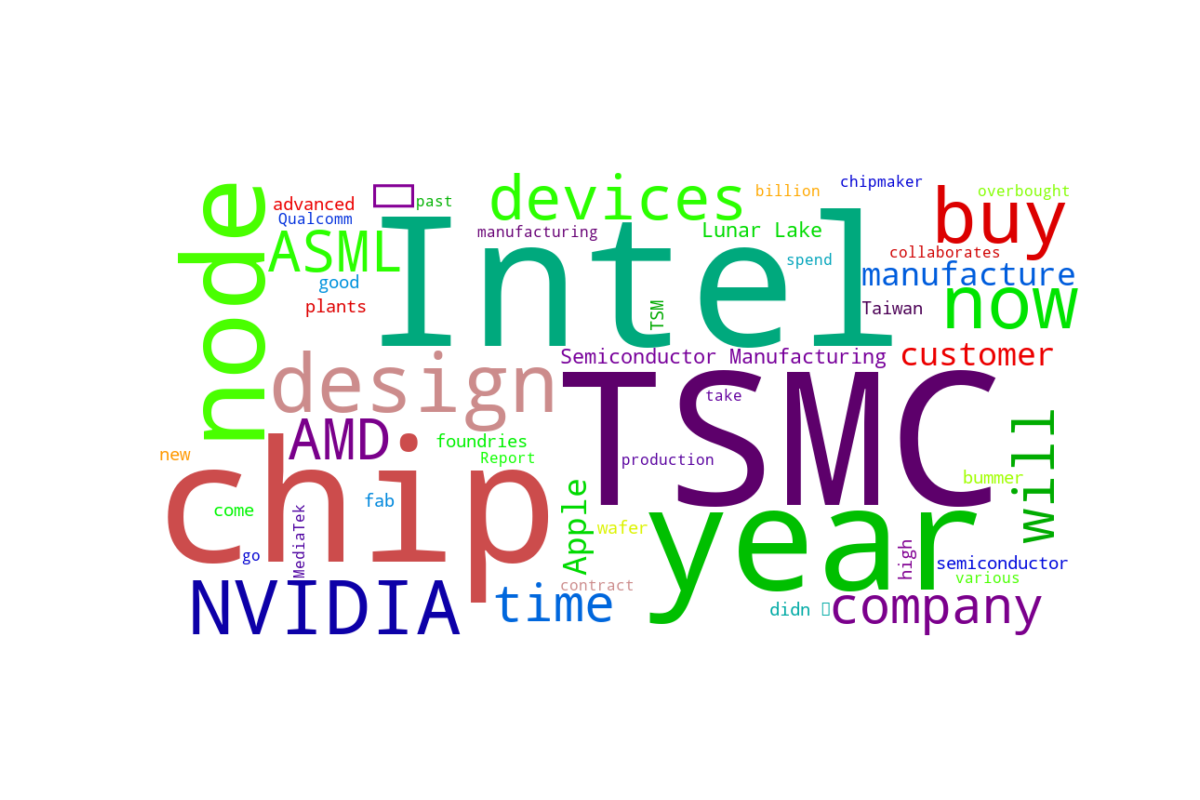 devices
chipmaker
billion
overbought
advanced
past
buy
node
Qualcomm
Intel
manufacturing
Lunar Lake
ASML
collaborates
spend
manufacture
good
now
plants
TSM
Taiwan
Semiconductor Manufacturing
customer
design
TSMC
take
AMD
foundries
will
new
chip
Report
production
bummer
Apple
fab
come
wafer
year
MediaTek
high
go
semiconductor
various
contract
NVIDIA
time
didn
company